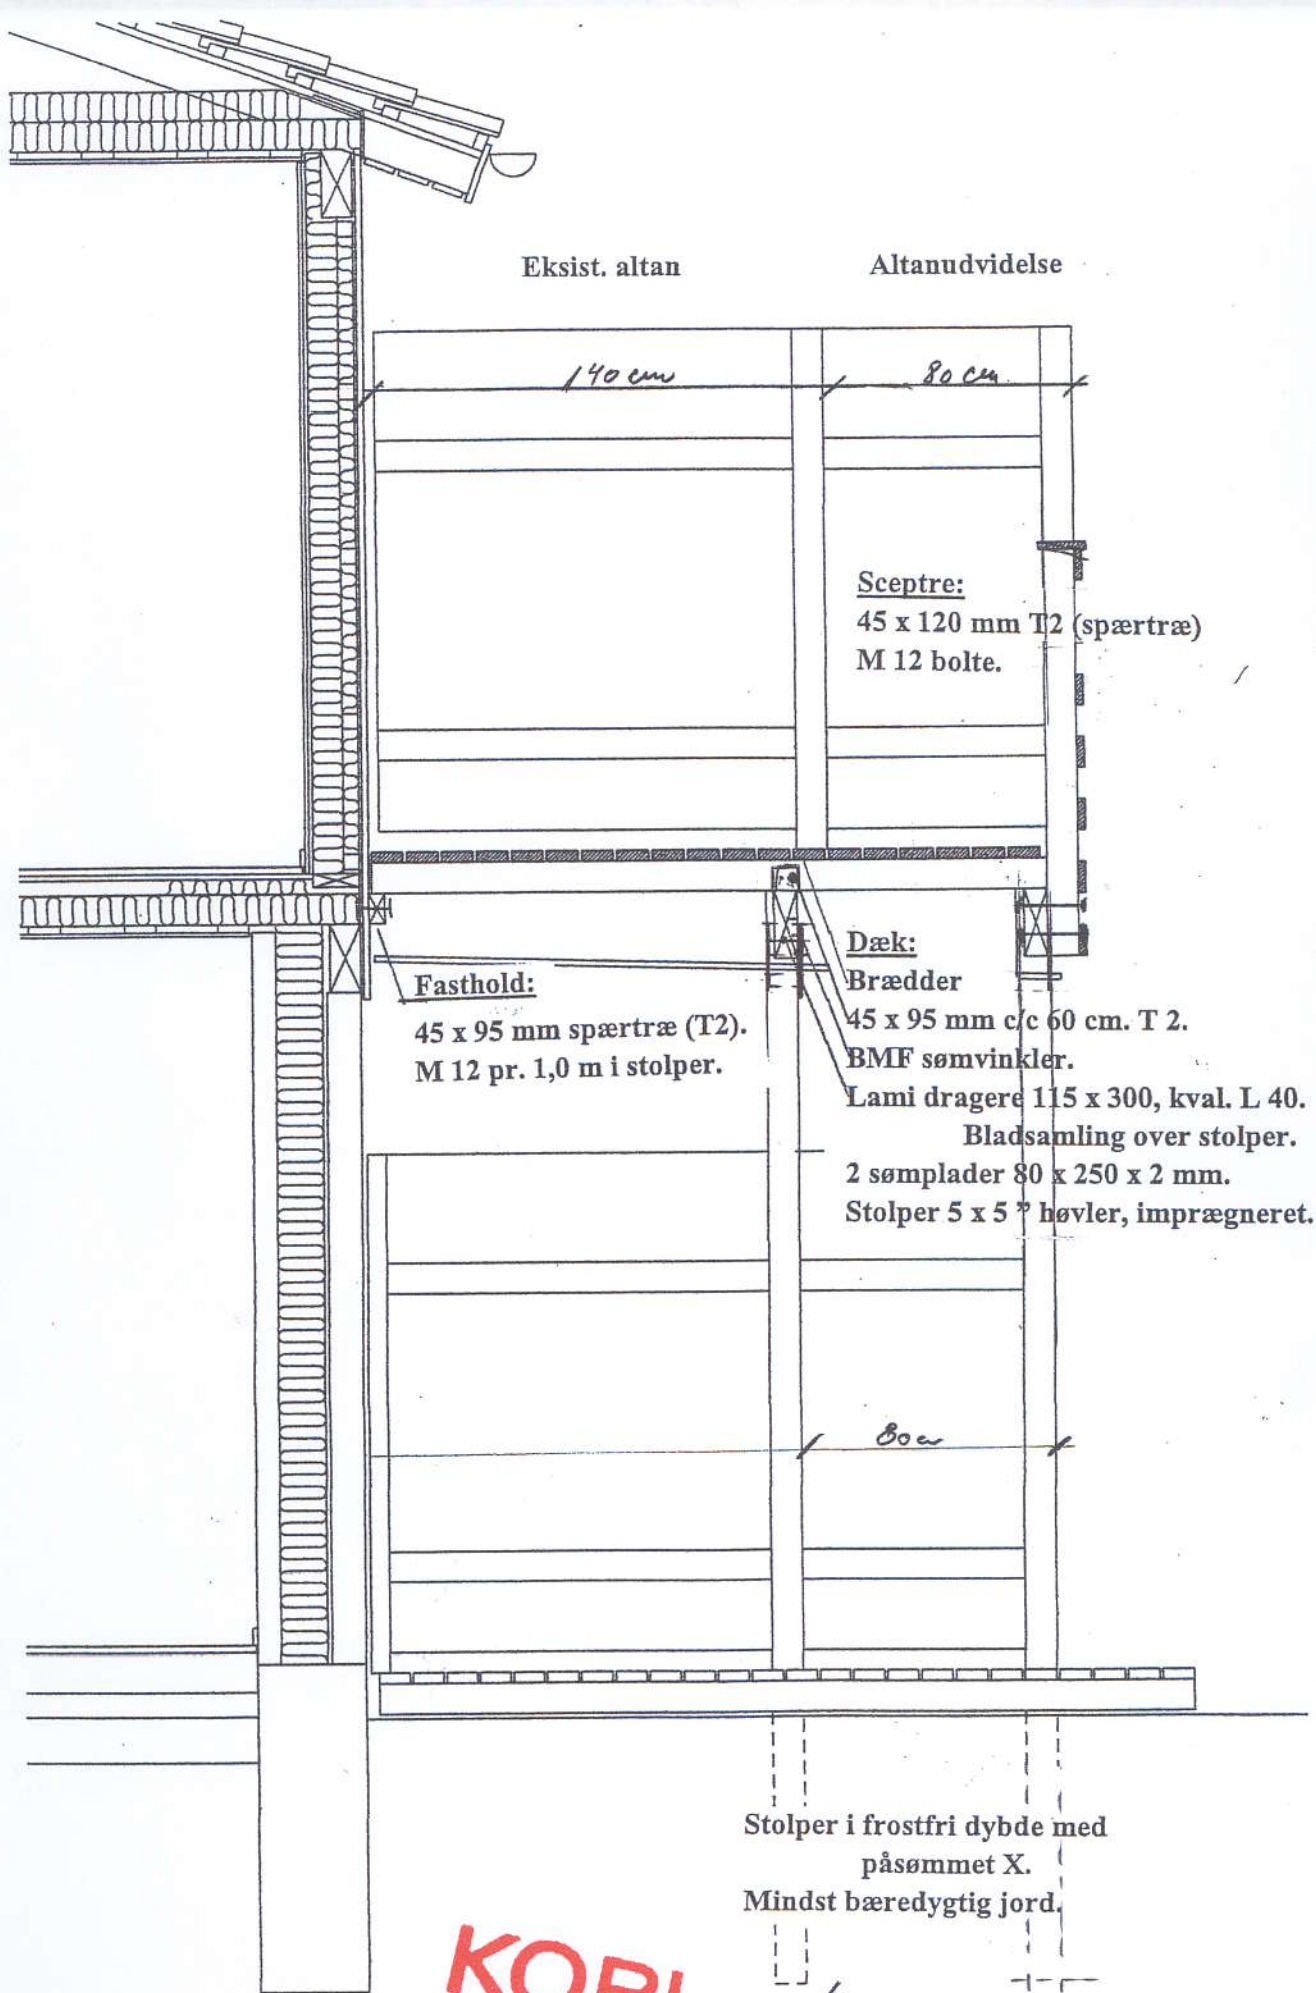 Eksist. altan
Altanudvidelse
140 cm
80 cm
Sceptre:
45 x 120 mm T2 (spærtræ)
M 12 bolte.
Fasthold:
45 x 95 mm spærtræ (T2).
M 12 pr. 1,0 m i stolper.
Dæk:
Brædder
45 x 95 mm c/c 60 cm. T 2.
BMF sømvinkler.
Lami dragere 115 x 300, kval. L 40.
Bladsamling over stolper.
2 sømplader 80 x 250 x 2 mm.
Stolper 5 x 5 " høvler, imprægneret.
80 cm
Stolper i frostfri dybde med
påsømmet X.
Mindst bæredygtig jord.
KOPI